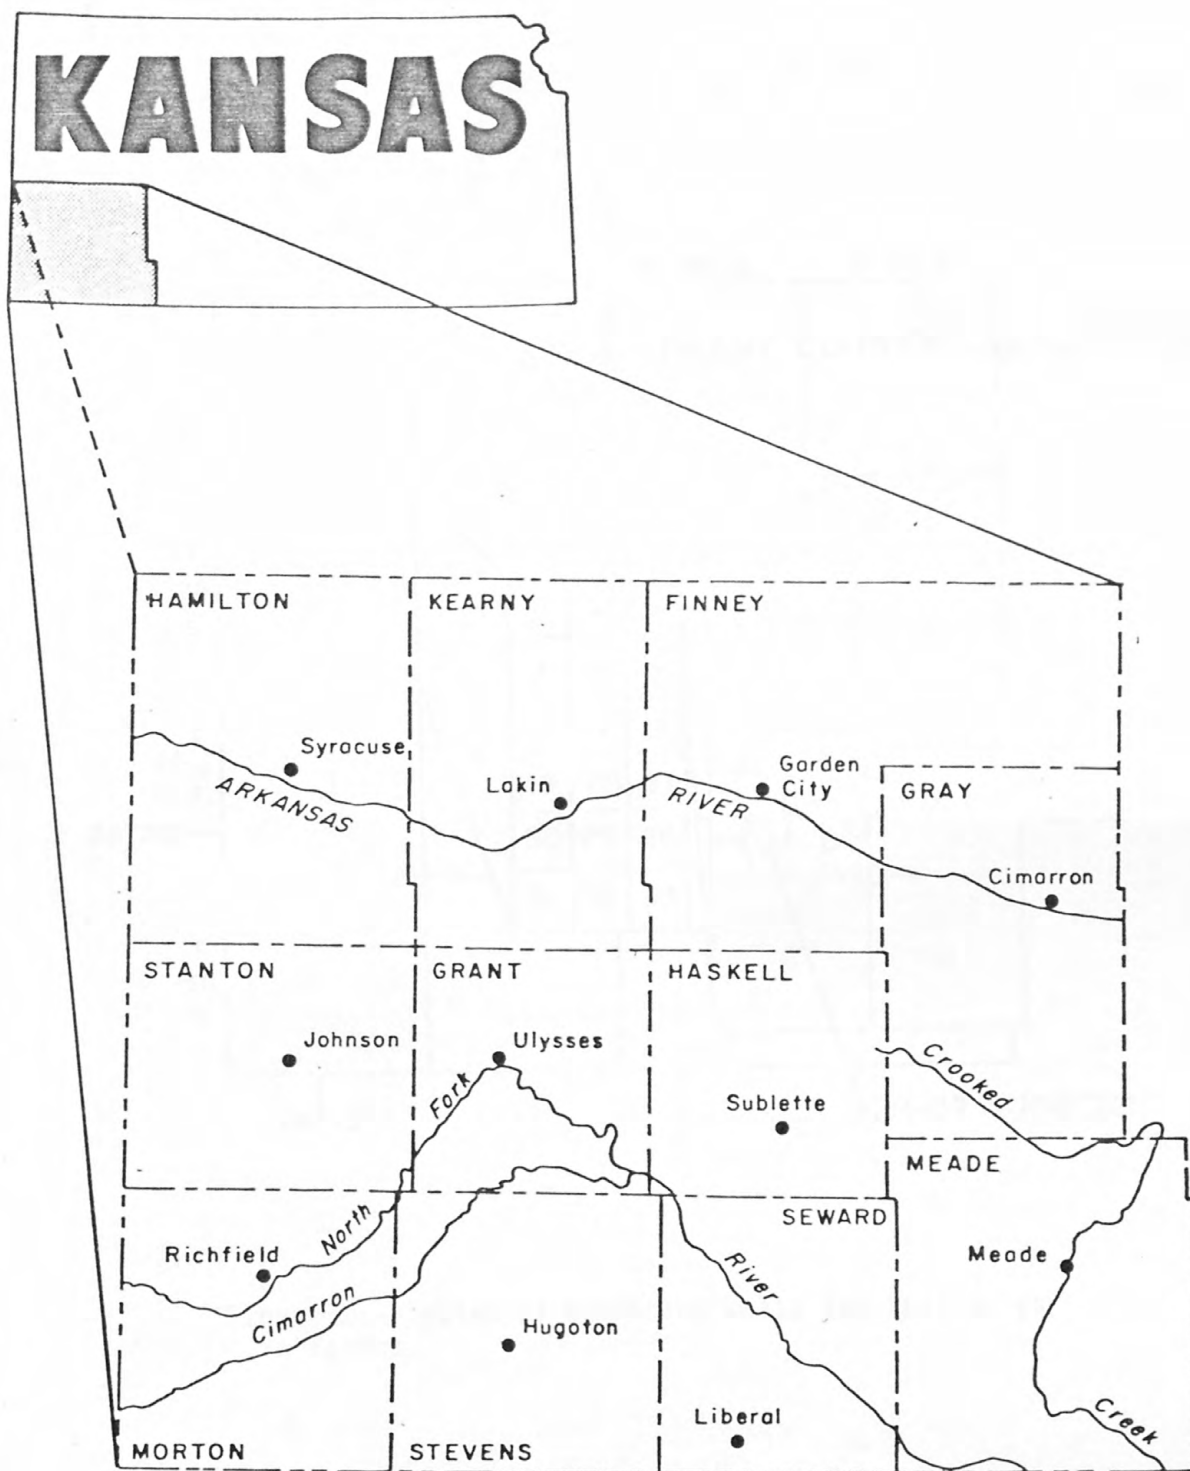 KANSAS
HAMILTON
KEARNY
FINNEY
Syracuse
ARKANSAS
Lakin
RIVER
Garden
City
GRAY
Cimarron
STANTON
GRANT
HASKELL
Johnson
Ulysses
Fork
Sublette
Crooked
MEADE
SEWARD
Richfield
North
Cimarron
River
Meade
Hugoton
Liberal
Creek
MORTON
STEVENS